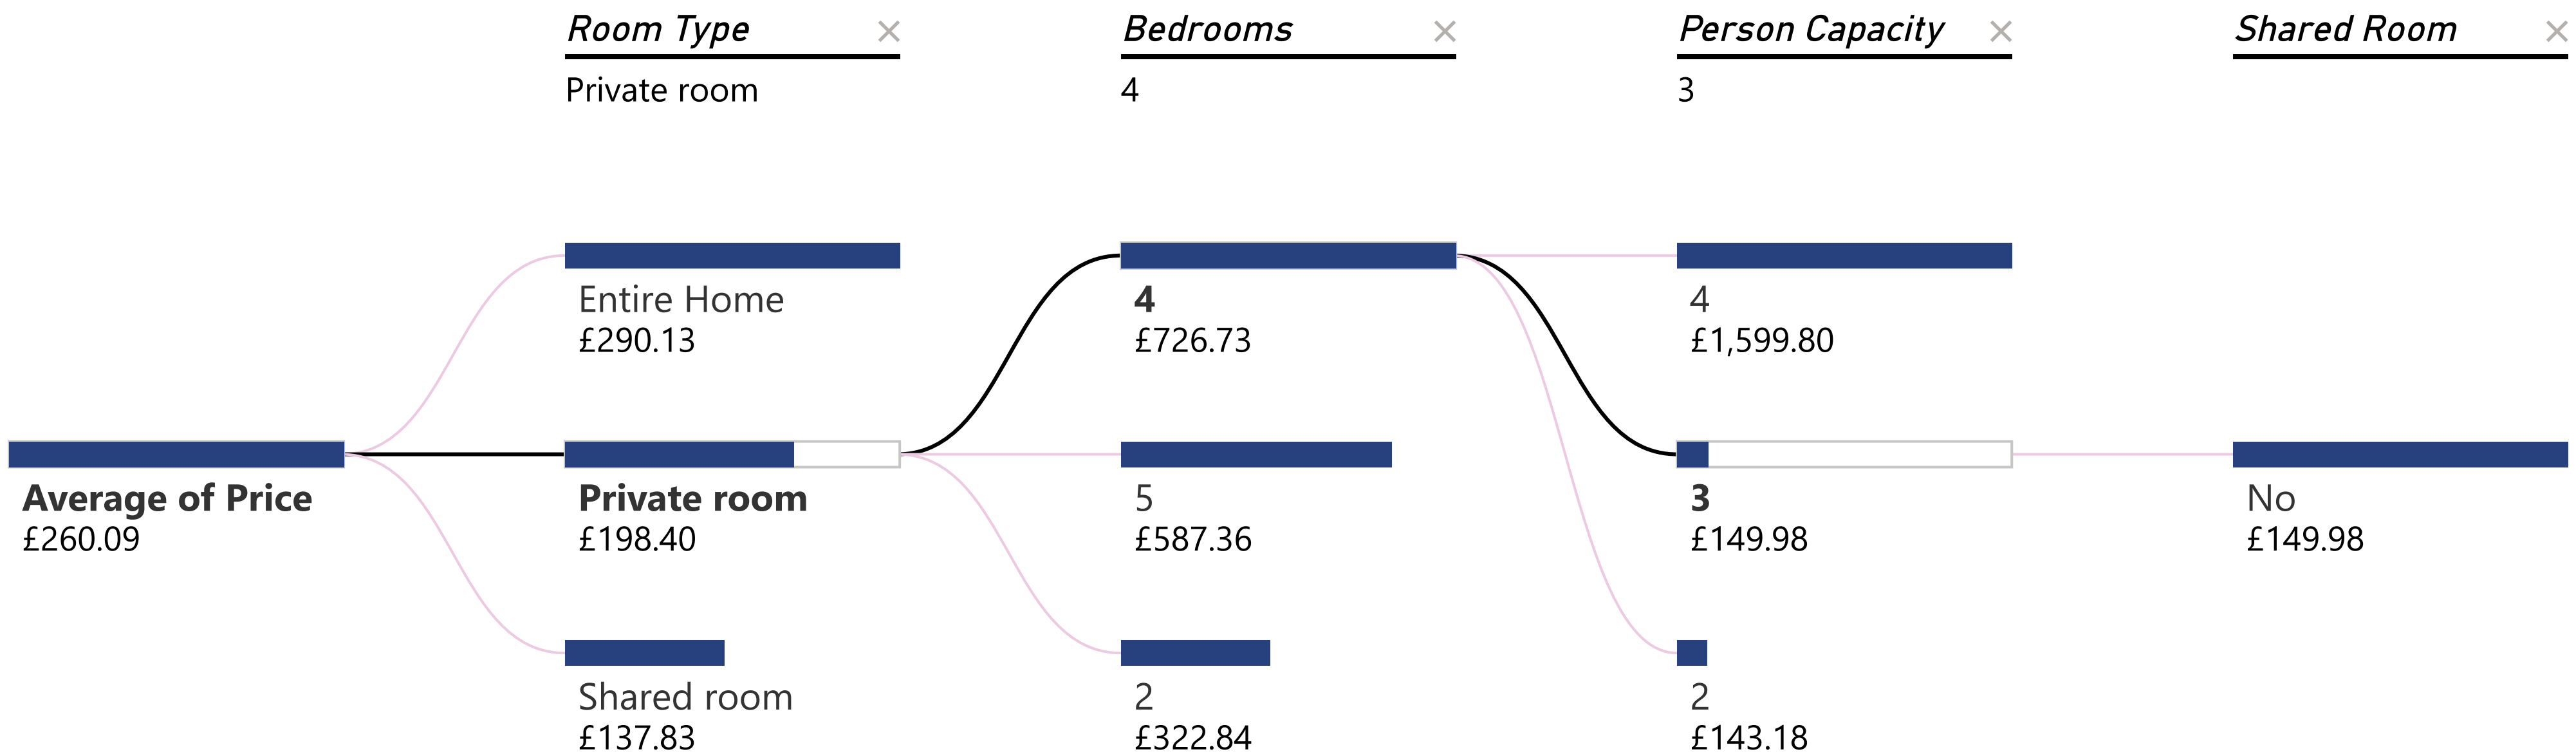 Room Type
Private room
Bedrooms
4
Person Capacity
3
Shared Room
Average of Price
£260.09
Entire Home
£290.13
Private room
£198.40
Shared room
£137.83
4
£726.73
5
£587.36
2
£322.84
4
£1,599.80
3
£149.98
2
£143.18
No
£149.98